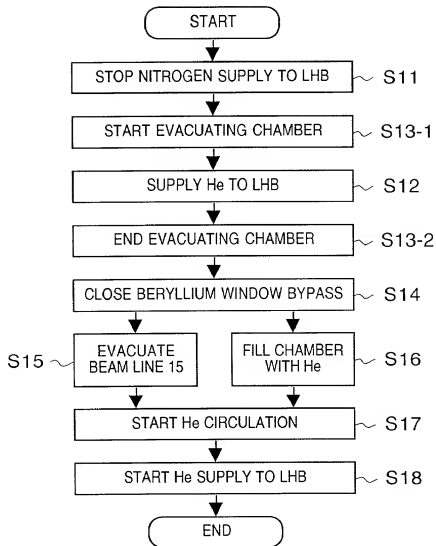 START
STOP NITROGEN SUPPLY TO LHB S11
START EVACUATING CHAMBER S13-1
SUPPLY He TO LHB S12
END EVACUATING CHAMBER S13-2
CLOSE BERYLLIUM WINDOW BYPASS S14
S15 EVACUATE
BEAM LINE 15
FILL CHAMBER
WITH He S16
START He CIRCULATION S17
START He SUPPLY TO LHB S18
END